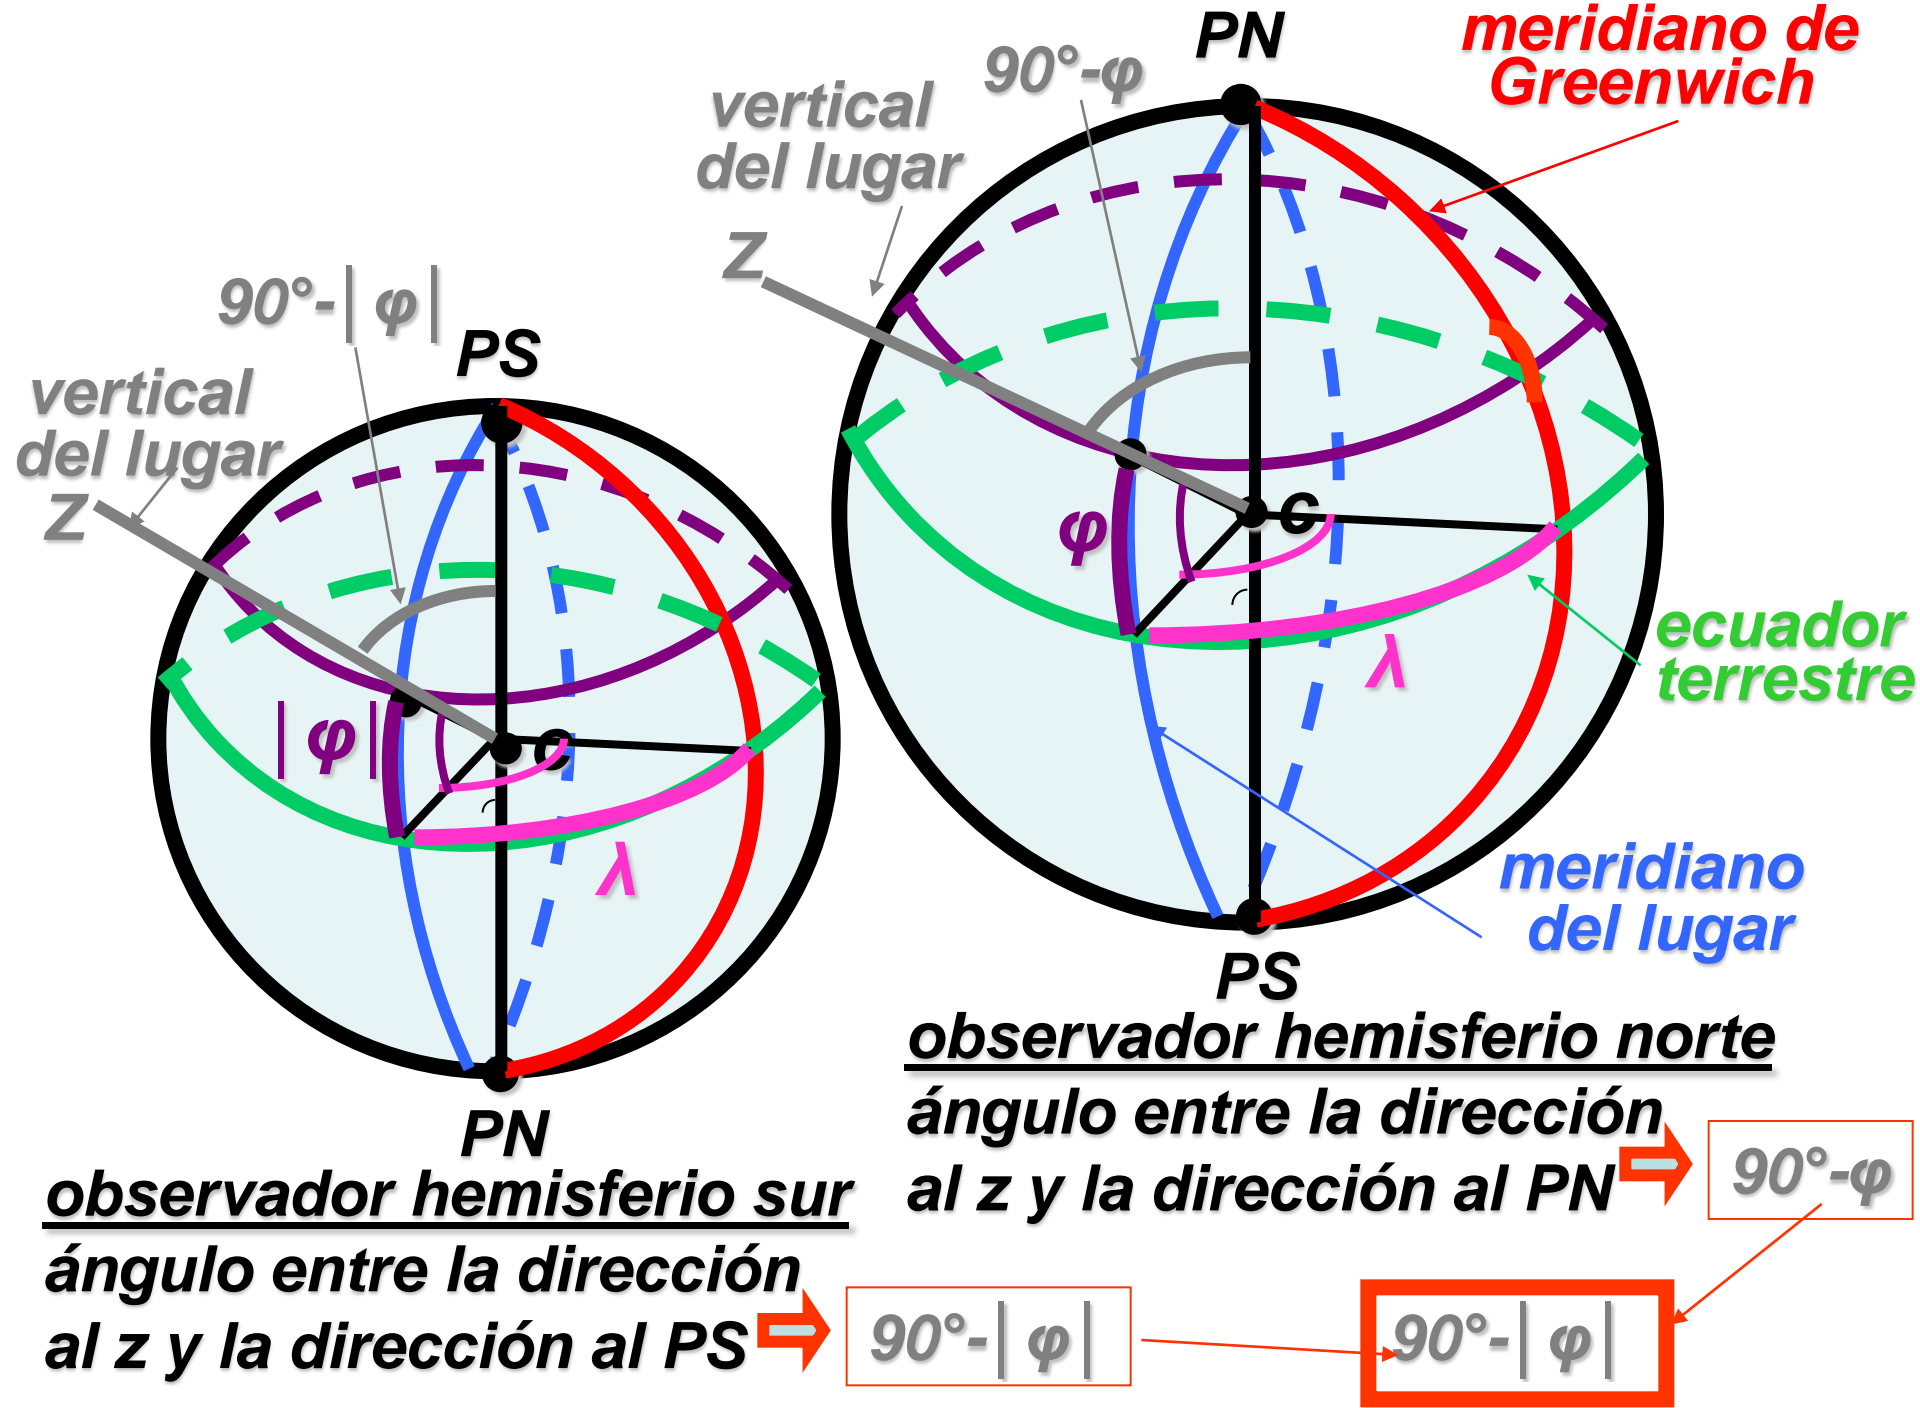 PN
meridiano de
Greenwich
90°-φ
vertical
del lugar
Z
90°-| φ|
PS
vertical
del lugar
Z
φ
c
ecuador
terrestre
λ
|φ|
c
λ
meridiano
del lugar
PS
PN
observador hemisferio norte
ángulo entre la dirección
al z y la dirección al PN
90°-φ
observador hemisferio sur
ángulo entre la dirección
al z y la dirección al PS
90°-| φ|
90°-| φ|